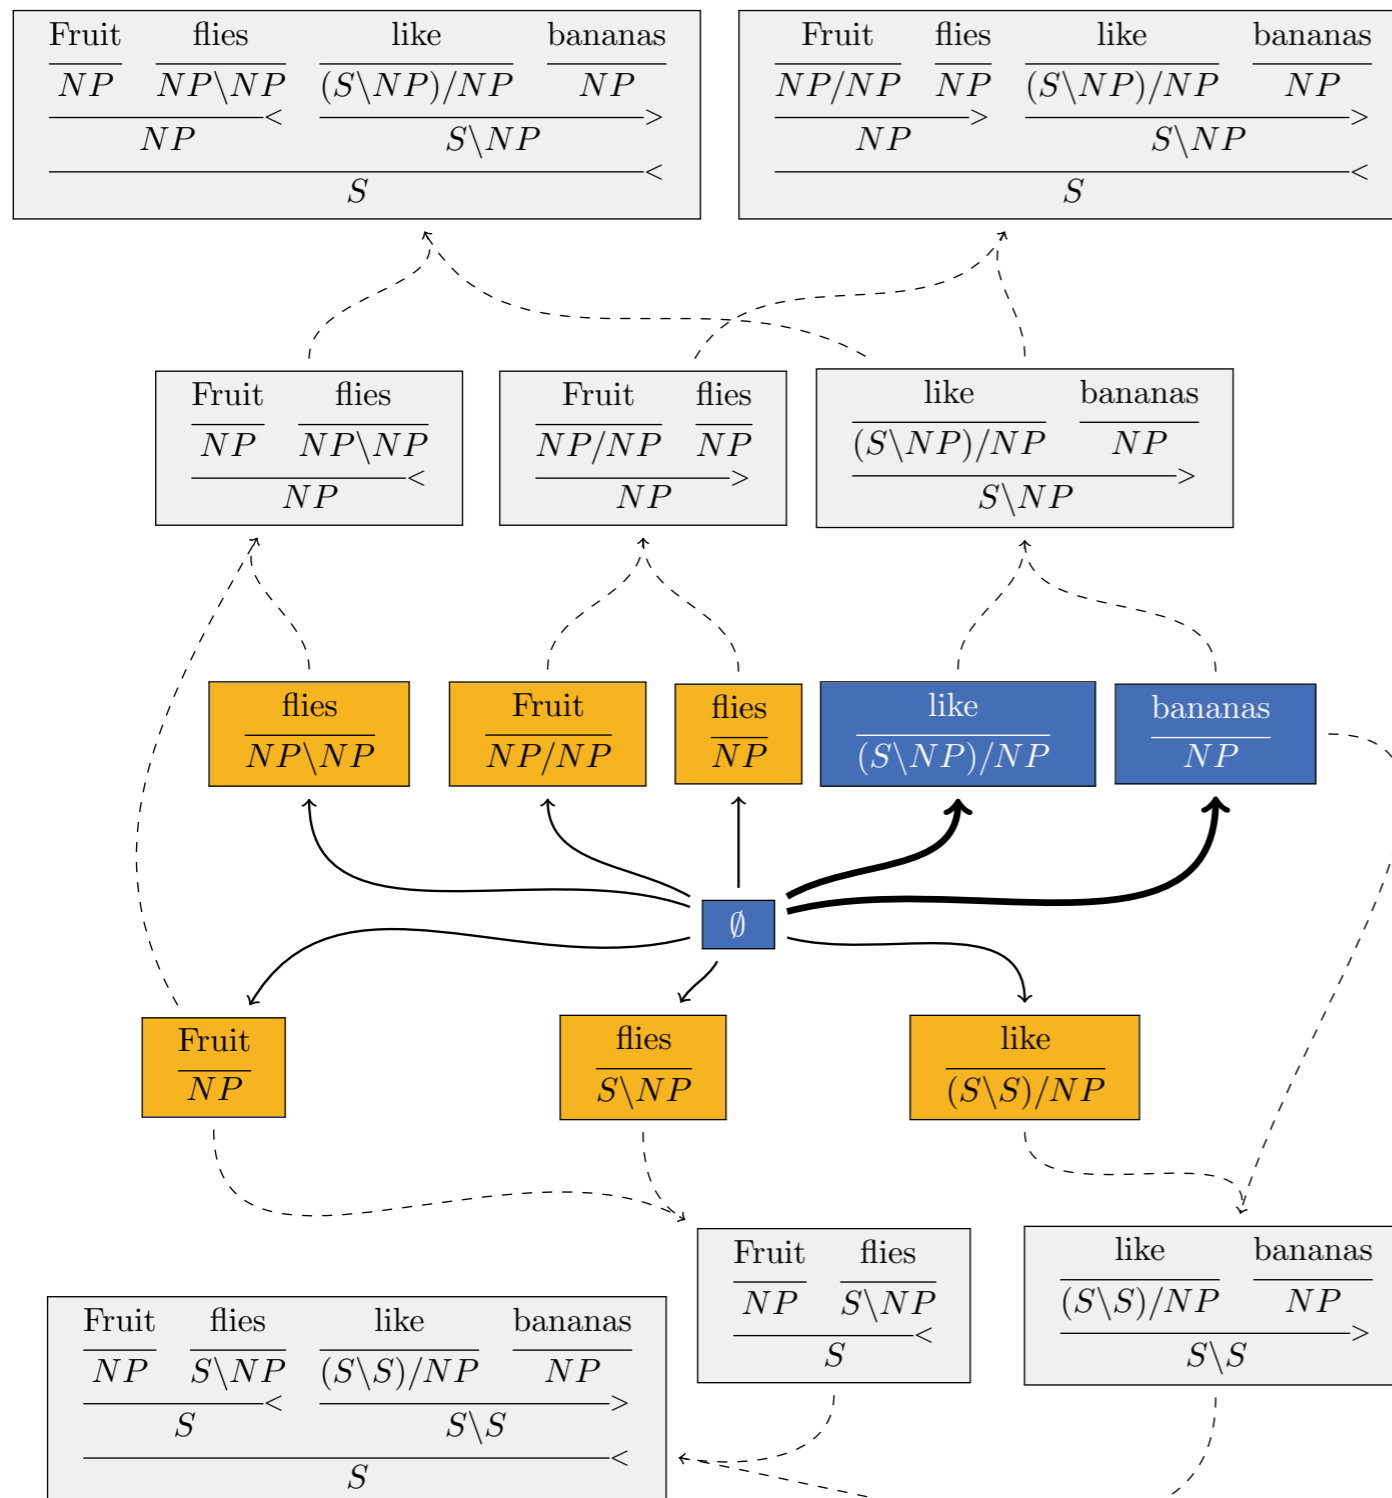 Fruit flies like bananas
NP NP\NP (S\NP)/NP NP
< >
NP S\NP
<
S
Fruit flies like bananas
NP/NP NP (S\NP)/NP NP
> >
NP S\NP
<
S
Fruit flies
NP NP\NP
<
NP
Fruit flies
NP/NP NP
>
NP
like bananas
(S\NP)/NP NP
>
S\NP
flies
NP\NP
Fruit
NP/NP
flies
NP
like
(S\NP)/NP
bananas
NP
∅
Fruit
NP
flies
S\NP
like
(S\S)/NP
Fruit flies
NP S\NP
<
S
like bananas
(S\S)/NP NP
>
S\S
Fruit flies like bananas
NP S\NP (S\S)/NP NP
< >
S S\S
<
S